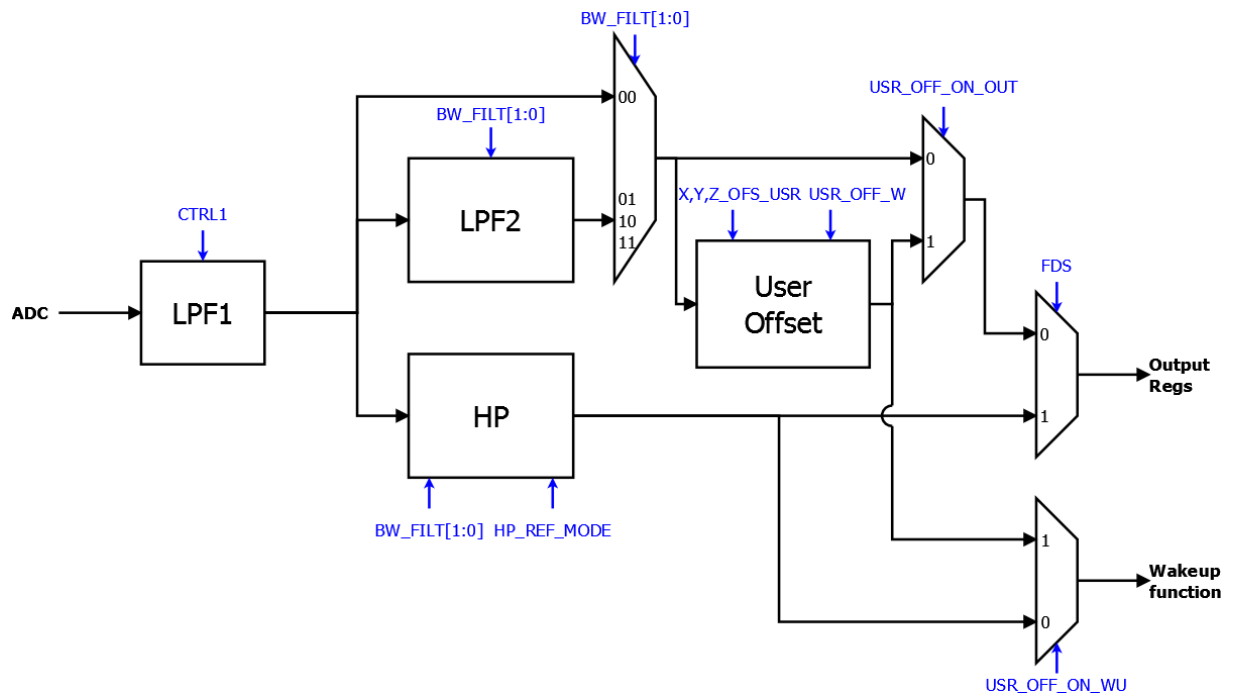 BW_FILT[1:0]
USR_OFF_ON_OUT
00
BW_FILT[1:0]
0
LPF2
01
10
11
X,Y,Z_OFS_USR USR_OFF_W
CTRL1
1
FDS
User
Offset
ADC
LPF1
0
Output
Regs
HP
1
BW_FILT[1:0] HP_REF_MODE
1
Wakeup
function
0
USR_OFF_ON_WU